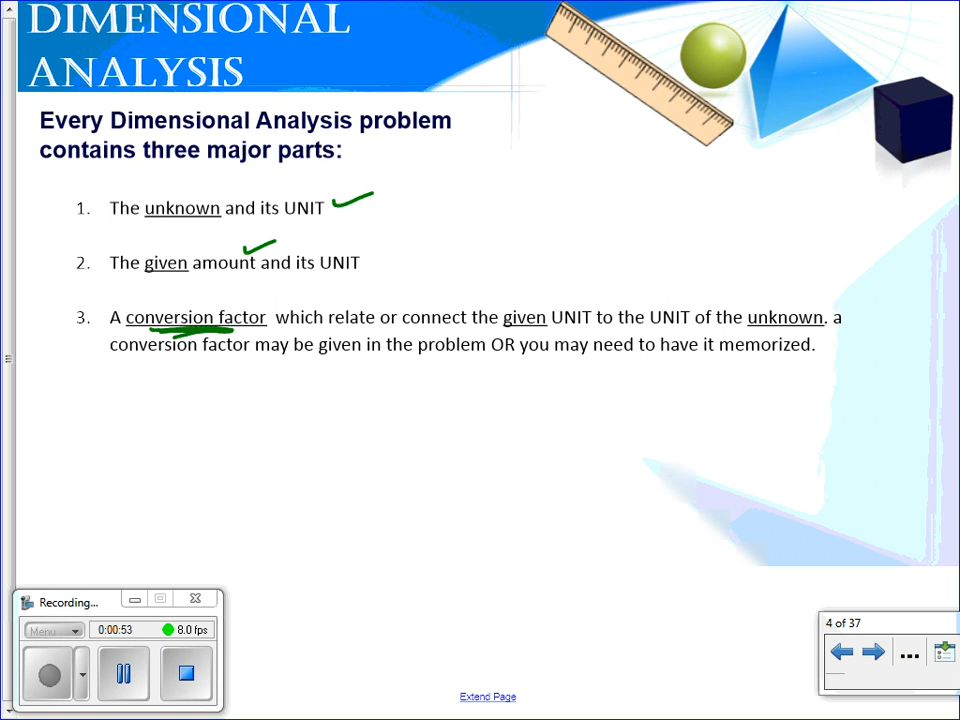 DIMENSIONAL
ANALYSIS
Every Dimensional Analysis problem
contains three major parts:
1. The unknown and its UNIT
2. The given amount and its UNIT
3. A conversion factor which relate or connect the given UNIT to the UNIT of the unknown. a
conversion factor may be given in the problem OR you may need to have it memorized.
Recording...
Menu 0:00:53 8.0 fps
4 of 37
...
Extend Page